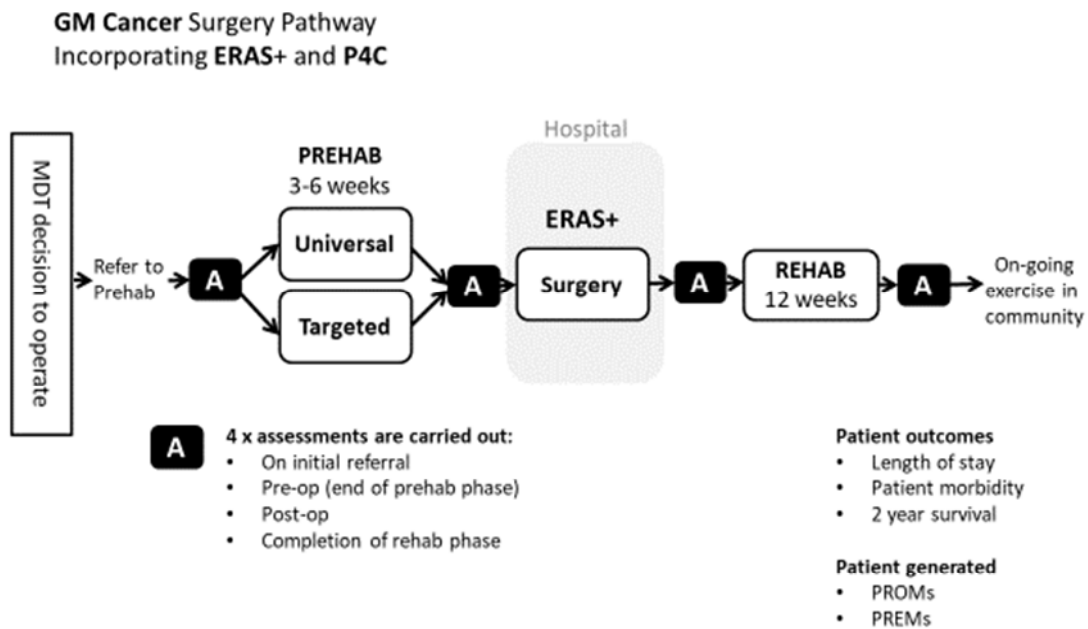 GM Cancer Surgery Pathway
Incorporating ERAS+ and P4C
MDT decision to operate
Refer to
Prehab
A
PREHAB
3-6 weeks
Universal
Targeted
A
Hospital
ERAS+
Surgery
A
REHAB
12 weeks
A
On-going
exercise in
community
A
4 x assessments are carried out:
• On initial referral
• Pre-op (end of prehab phase)
• Post-op
• Completion of rehab phase
Patient outcomes
• Length of stay
• Patient morbidity
• 2 year survival
Patient generated
• PROMs
• PREMs